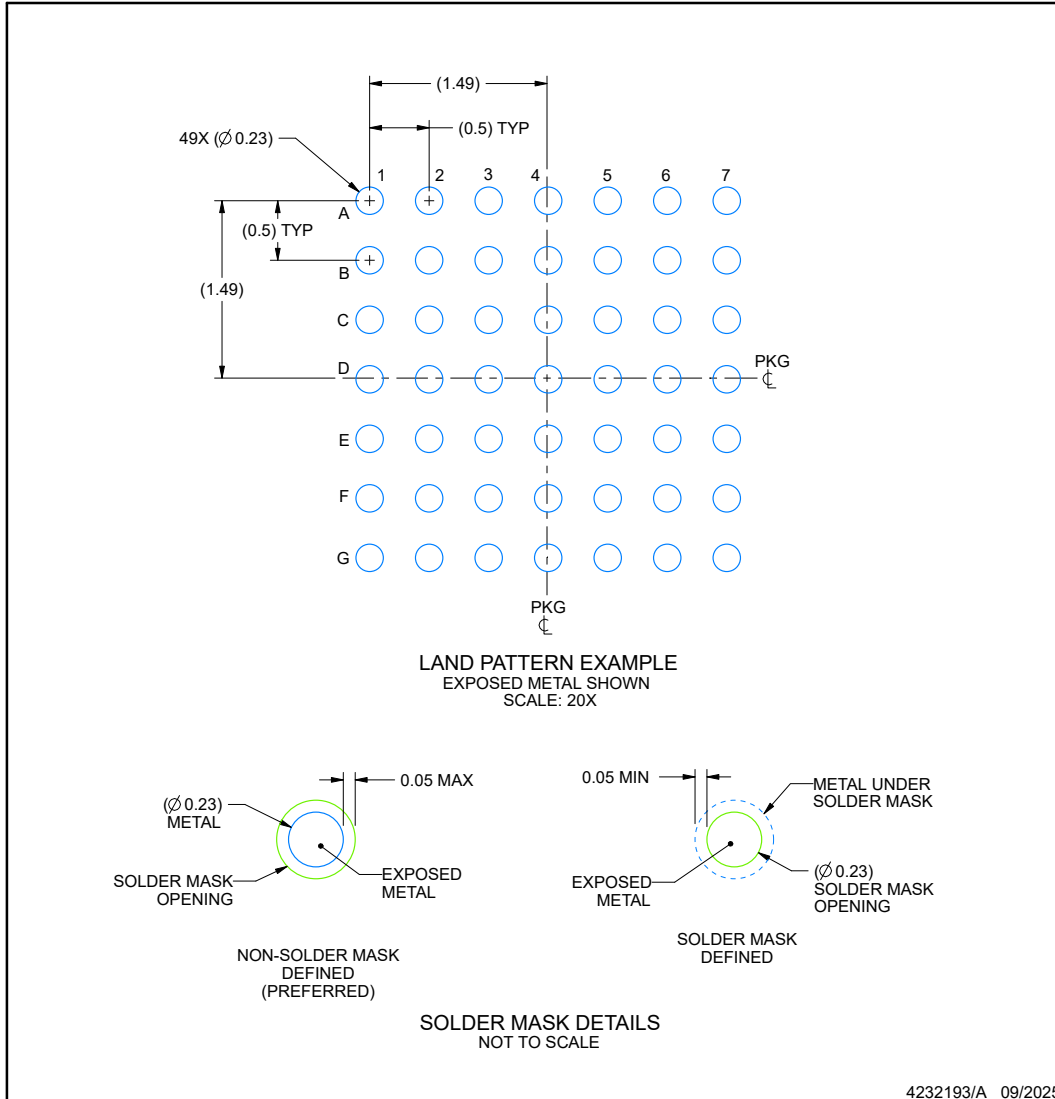 (1.49)
(0.5) TYP
49X (∅ 0.23)
1 2 3 4 5 6 7
A
(0.5) TYP
B
(1.49)
C
D
PKG
℄
E
F
G
PKG
℄
LAND PATTERN EXAMPLE
EXPOSED METAL SHOWN
SCALE: 20X
0.05 MAX
(∅ 0.23)
METAL
SOLDER MASK
OPENING
EXPOSED
METAL
NON-SOLDER MASK
DEFINED
(PREFERRED)
0.05 MIN
METAL UNDER
SOLDER MASK
EXPOSED
METAL
(∅ 0.23)
SOLDER MASK
OPENING
SOLDER MASK
DEFINED
SOLDER MASK DETAILS
NOT TO SCALE
4232193/A 09/2025